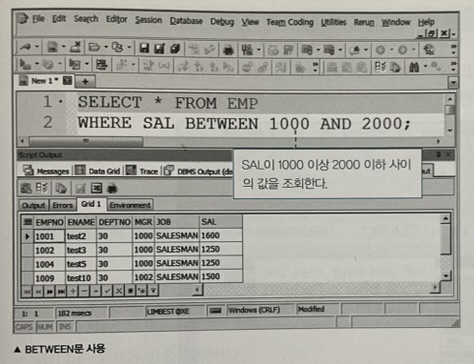 File Edit Search Editor Session Database Debug View Team Coding Utilities Rerun Window Help
New 1 *
1 SELECT * FROM EMP
2 WHERE SAL BETWEEN 1000 AND 2000;
Script Output
SAL이 1000 이상 2000 이하 사이
의 값을 조회한다.
Messages Data Grid Trace DBMS Output (dis
Output Errors Grid 1 Environment
EMPNO ENAME DEPTNO MGR JOB SAL
1001 test2 30 1000 SALESMAN 1600
1002 test3 30 1000 SALESMAN 1250
1004 test5 30 1000 SALESMAN 1250
1009 test10 30 1002 SALESMAN 1500
1: 1 182 msecs LIMBEST@XE Windows (CRLF) Modified
CAPS NUM INS
▲ BETWEEN문 사용